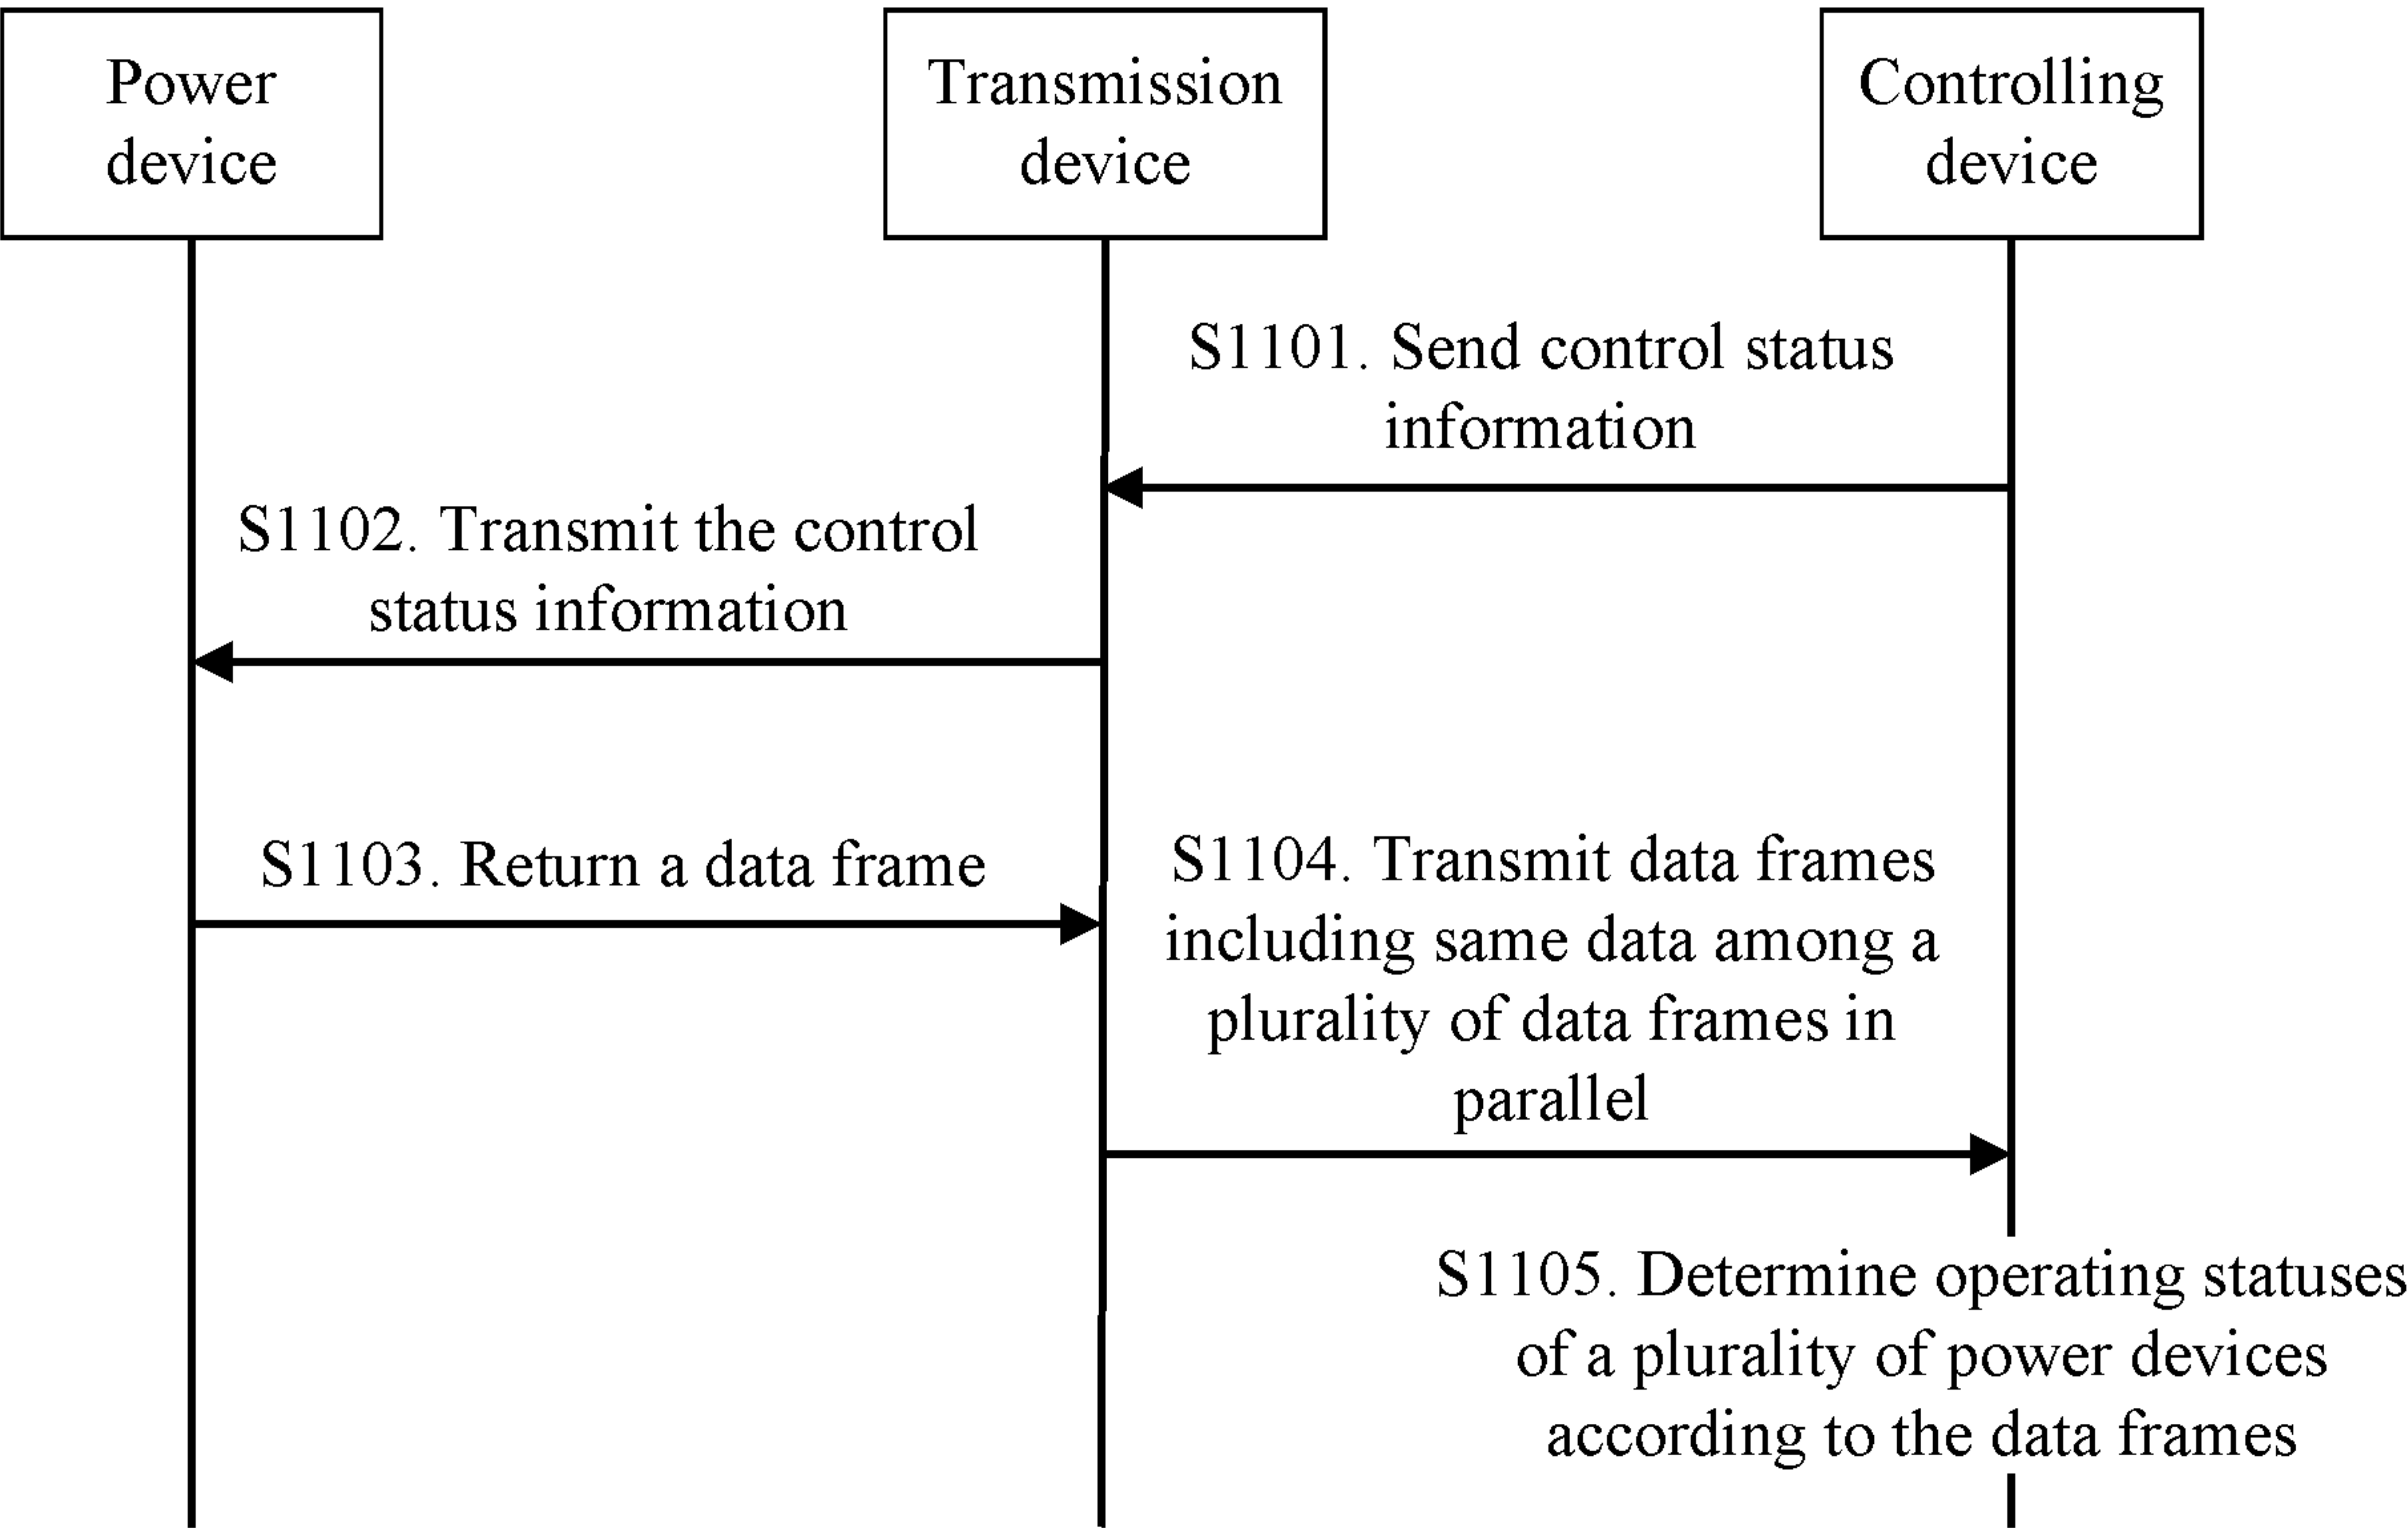 Power
device
Transmission
device
Controlling
device
S1101. Send control status
information
S1102. Transmit the control
status information
S1103. Return a data frame
S1104. Transmit data frames
including same data among a
plurality of data frames in
parallel
S1105. Determine operating statuses
of a plurality of power devices
according to the data frames